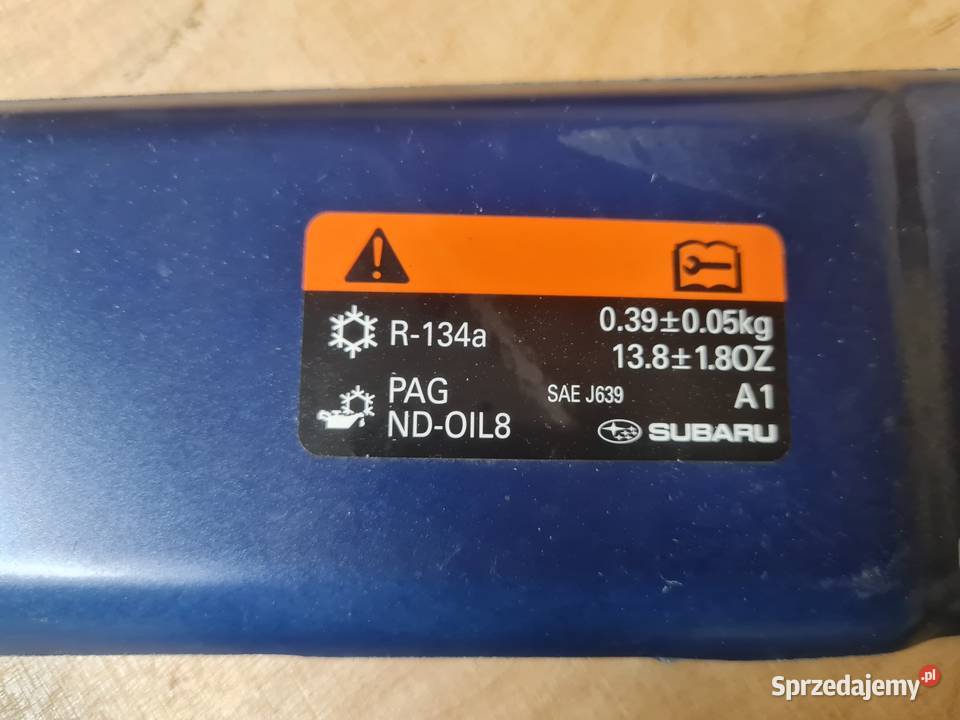 R-134a
0.39±0.05kg
13.8±1.8OZ
PAG
ND-OIL8
SAE J639
A1
SUBARU
Sprzedajemy.pl